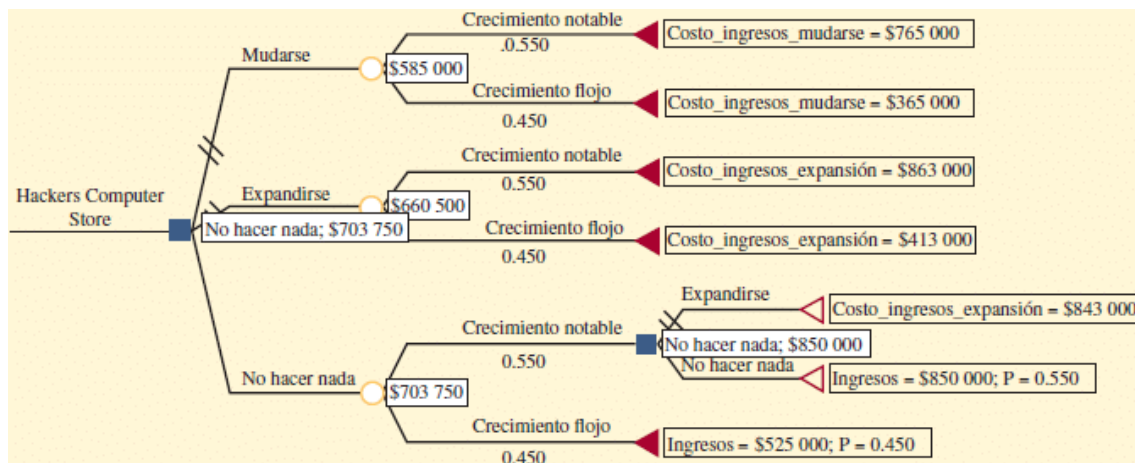 Crecimiento notable
.0.550
Costo_ingresos_mudarse = $765 000
Mudarse
$585 000
Crecimiento flojo
0.450
Costo_ingresos_mudarse = $365 000
Crecimiento notable
0.550
Costo_ingresos_expansión = $863 000
Hackers Computer
Store
Expandirse
$660 500
No hacer nada; $703 750
Crecimiento flojo
0.450
Costo_ingresos_expansión = $413 000
Expandirse
Costo_ingresos_expansión = $843 000
Crecimiento notable
0.550
No hacer nada; $850 000
No hacer nada
Ingresos = $850 000; P = 0.550
No hacer nada
$703 750
Crecimiento flojo
0.450
Ingresos = $525 000; P = 0.450